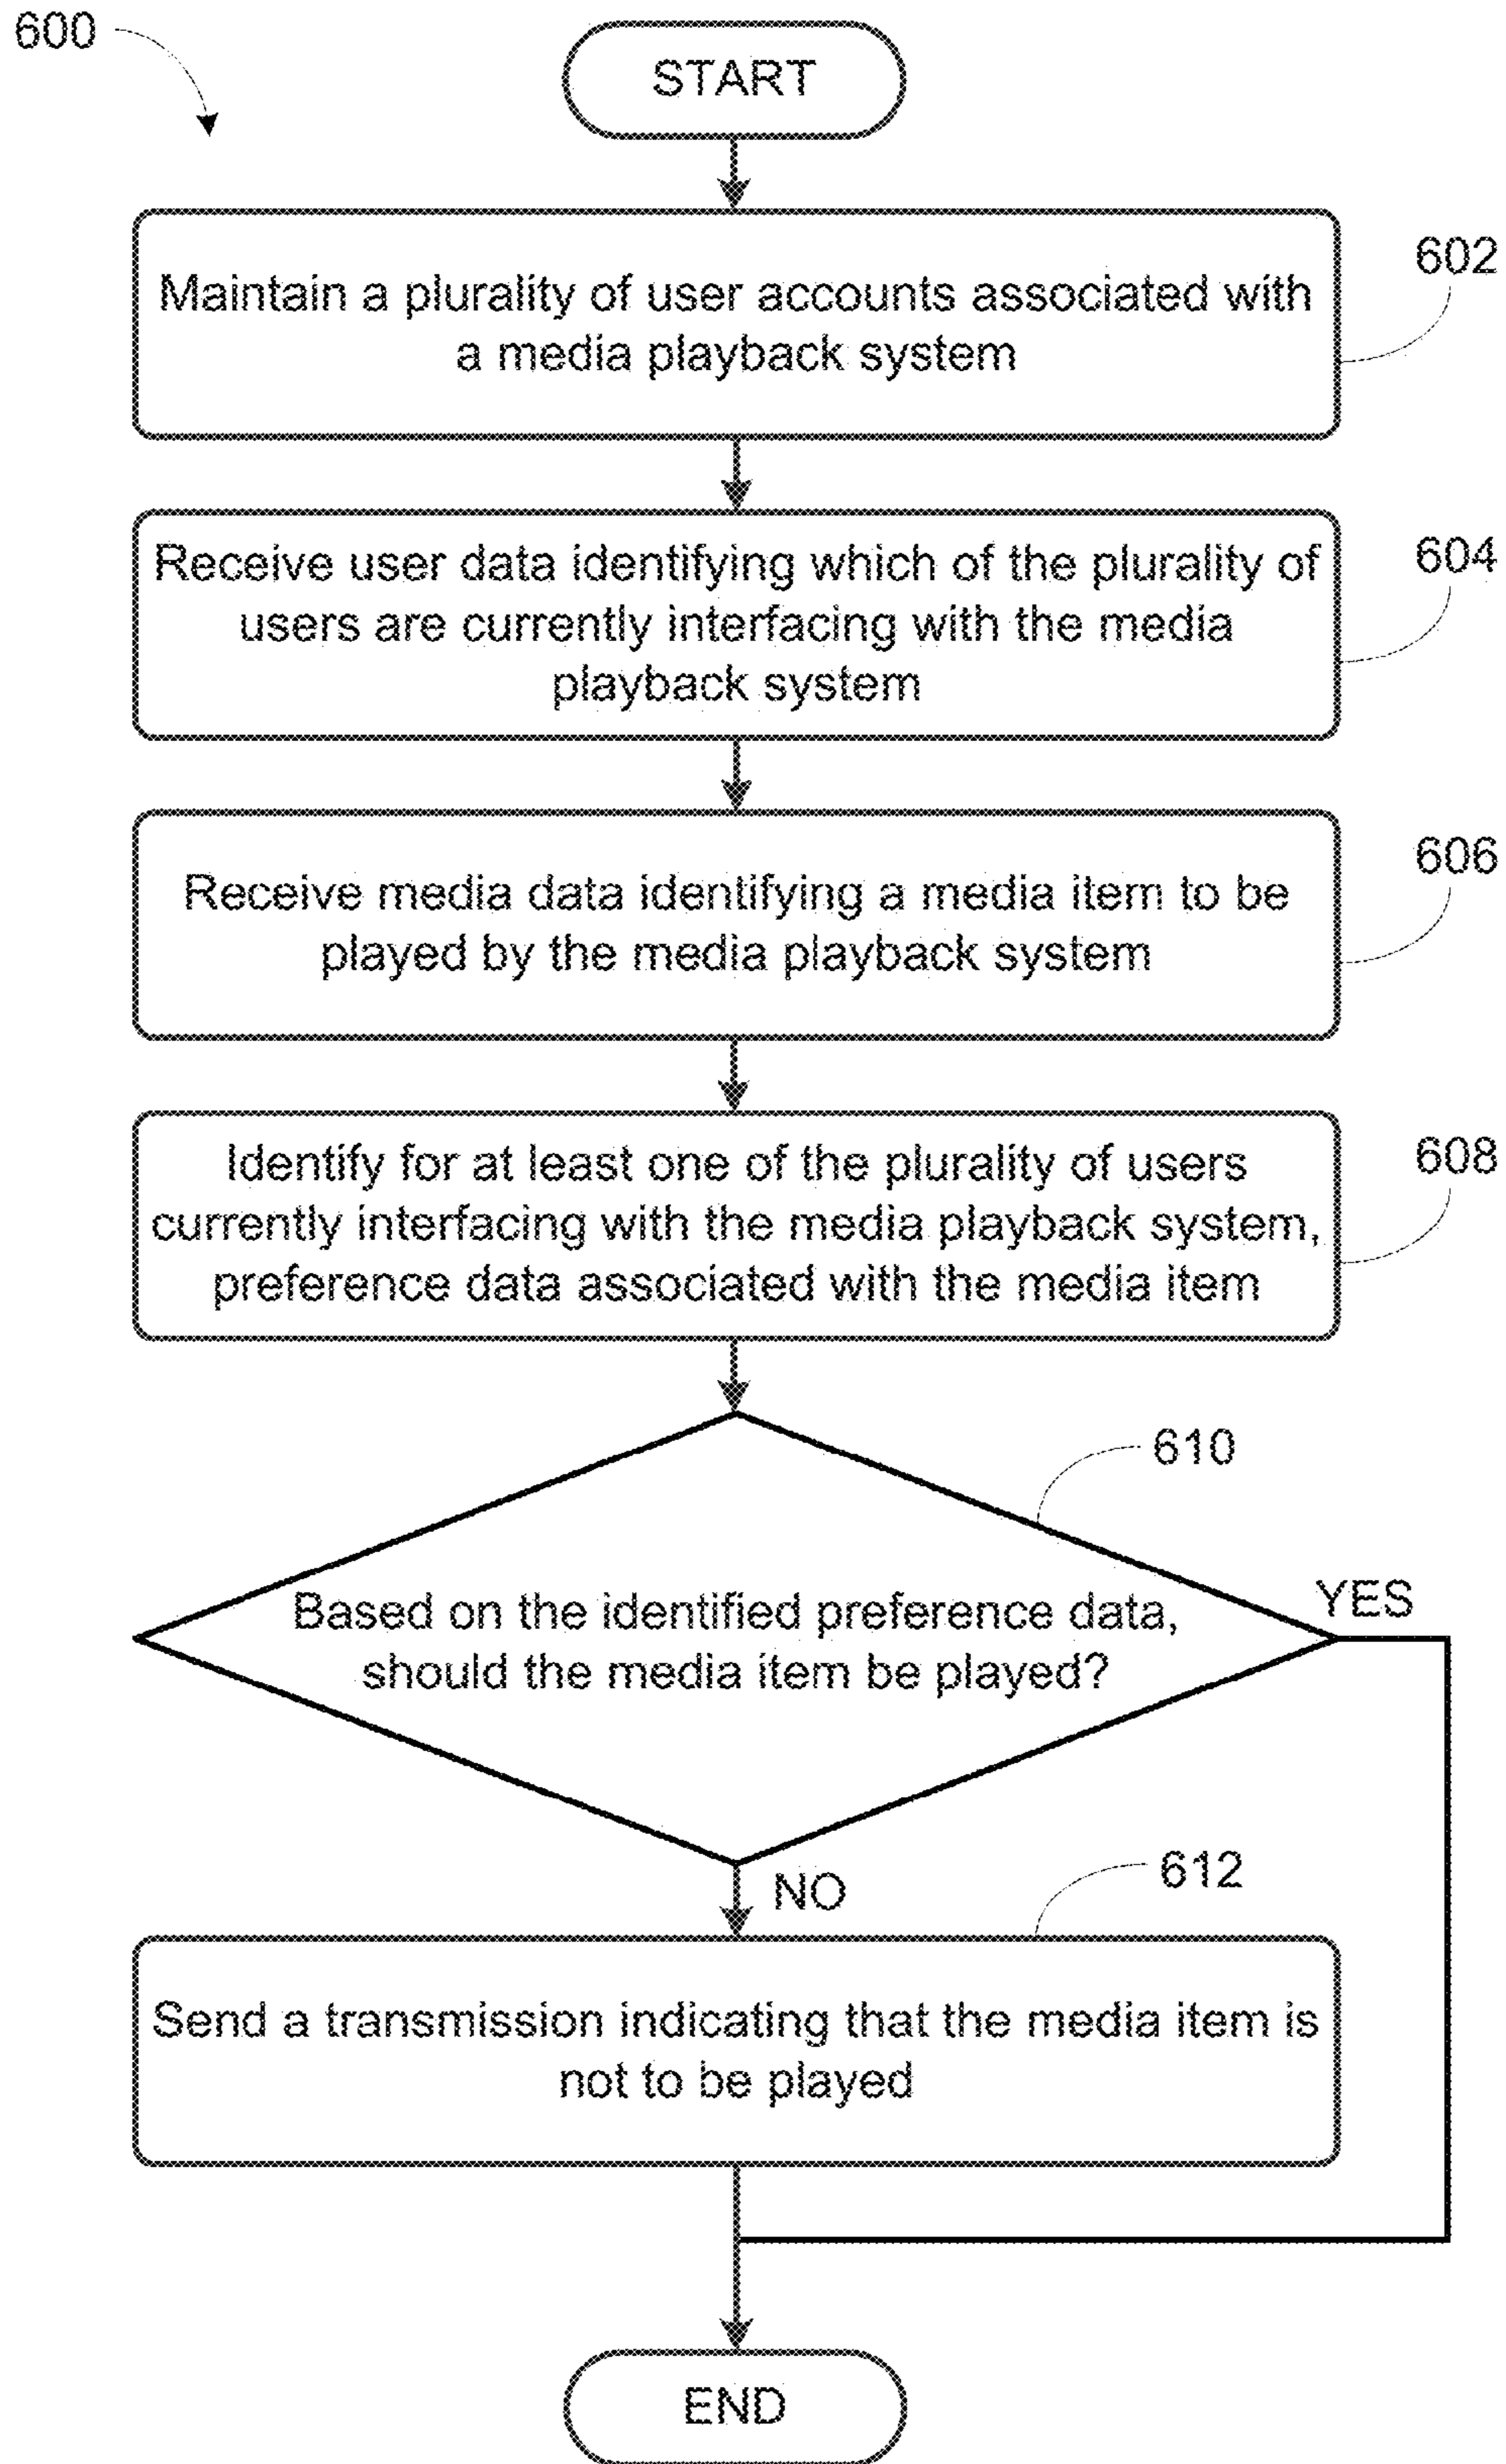 600
START
602
Maintain a plurality of user accounts associated with
a media playback system
604
Receive user data identifying which of the plurality of
users are currently interfacing with the media
playback system
606
Receive media data identifying a media item to be
played by the media playback system
608
Identify for at least one of the plurality of users
currently interfacing with the media playback system,
preference data associated with the media item
610
Based on the identified preference data,
should the media item be played?
YES
NO
612
Send a transmission indicating that the media item is
not to be played
END